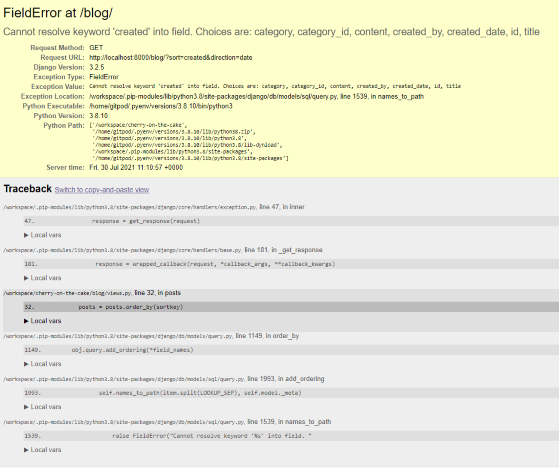 FieldError at /blog/
Cannot resolve keyword 'created' into field. Choices are: category, category_id, content, created_by, created_date, id, title
Request Method: GET
Request URL: http://localhost:8000/blog/?sort=created&direction=date
Django Version: 3.2.5
Exception Type: FieldError
Exception Value: Cannot resolve keyword 'created' into field. Choices are: category, category_id, content, created_by, created_date, id, title
Exception Location: /workspace/.pip-modules/lib/python3.8/site-packages/django/db/models/sql/query.py, line 1539, in names_to_path
Python Executable: /home/gitpod/.pyenv/versions/3.8.10/bin/python3
Python Version: 3.8.10
Python Path: ['/workspace/cherry-on-the-cake',
'/home/gitpod/.pyenv/versions/3.8.10/lib/python38.zip',
'/home/gitpod/.pyenv/versions/3.8.10/lib/python3.8',
'/home/gitpod/.pyenv/versions/3.8.10/lib/python3.8/lib-dynload',
'/workspace/.pip-modules/lib/python3.8/site-packages',
'/home/gitpod/.pyenv/versions/3.8.10/lib/python3.8/site-packages']
Server time: Fri, 30 Jul 2021 11:10:57 +0000
Traceback Switch to copy-and-paste view
/workspace/.pip-modules/lib/python3.8/site-packages/django/core/handlers/exception.py, line 47, in inner
47. response = get_response(request)
▶ Local vars
/workspace/.pip-modules/lib/python3.8/site-packages/django/core/handlers/base.py, line 181, in _get_response
181. response = wrapped_callback(request, *callback_args, **callback_kwargs)
▶ Local vars
/workspace/cherry-on-the-cake/blog/views.py, line 32, in posts
32. posts = posts.order_by(sortkey)
▶ Local vars
/workspace/.pip-modules/lib/python3.8/site-packages/django/db/models/query.py, line 1149, in order_by
1149. obj.query.add_ordering(*field_names)
▶ Local vars
/workspace/.pip-modules/lib/python3.8/site-packages/django/db/models/sql/query.py, line 1993, in add_ordering
1993. self.names_to_path(item.split(LOOKUP_SEP), self.model._meta)
▶ Local vars
/workspace/.pip-modules/lib/python3.8/site-packages/django/db/models/sql/query.py, line 1539, in names_to_path
1539. raise FieldError("Cannot resolve keyword '%s' into field. "
▶ Local vars